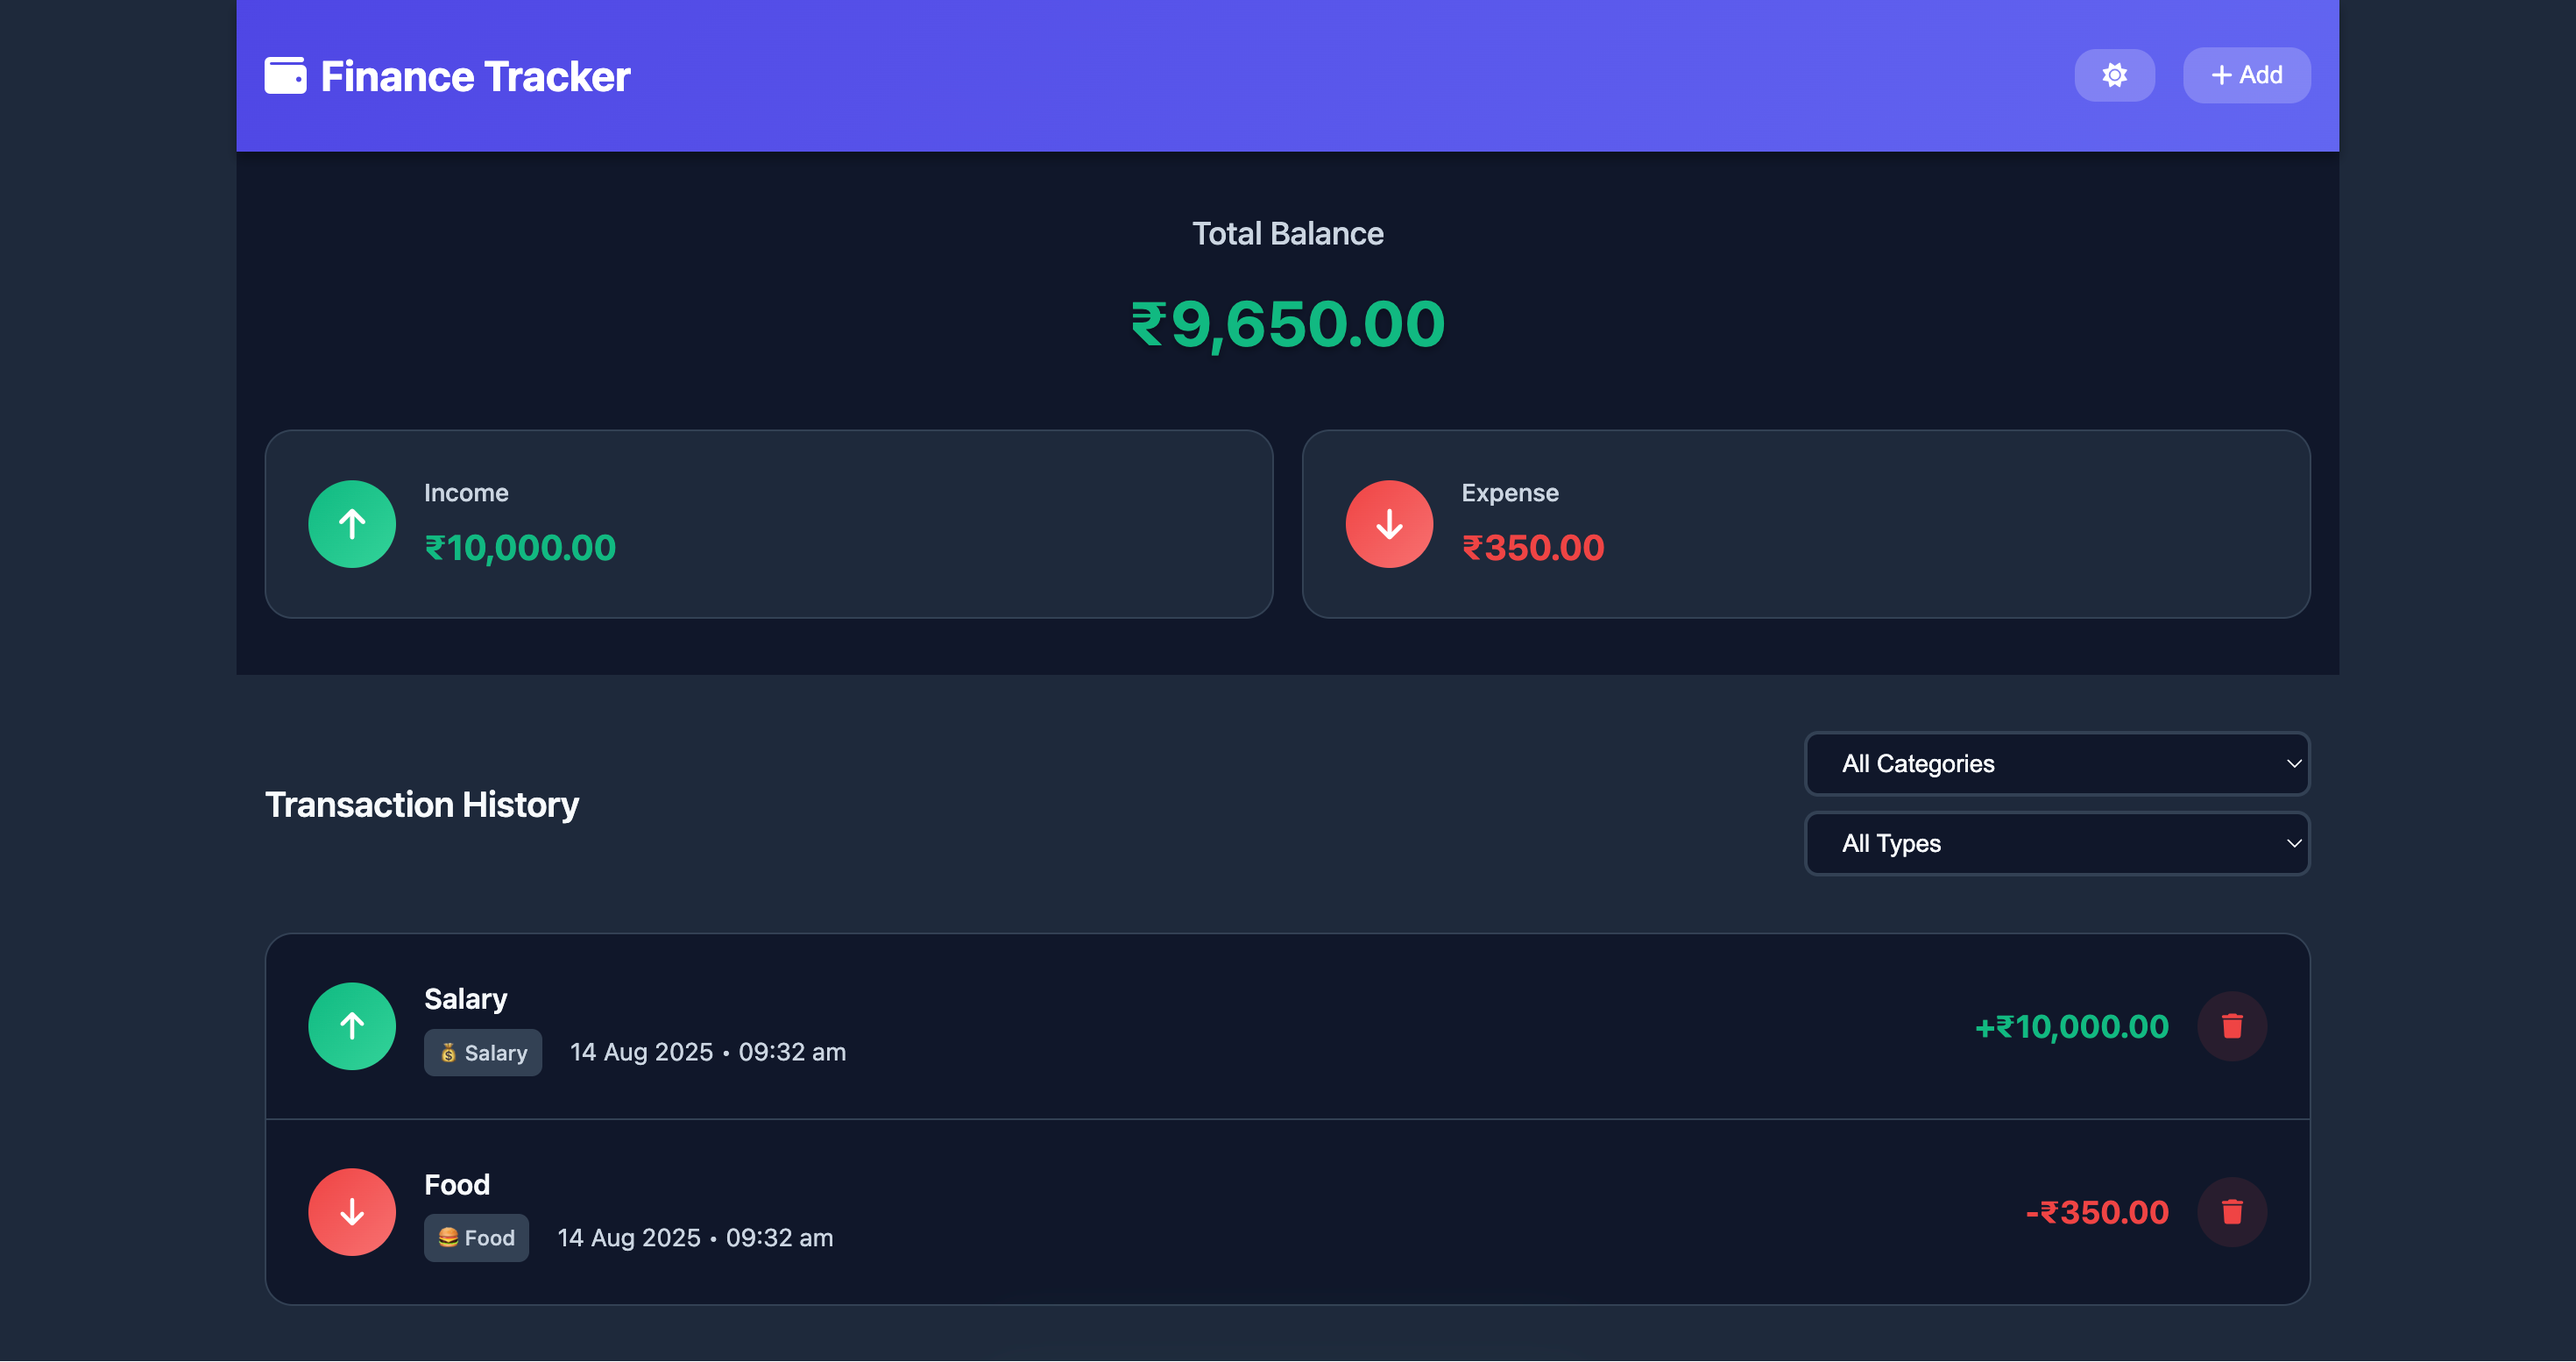 Finance Tracker
+ Add
Total Balance
₹9,650.00
Income
₹10,000.00
Expense
₹350.00
Transaction History
All Categories
All Types
Salary
💰 Salary 14 Aug 2025 • 09:32 am
+₹10,000.00
Food
🍔 Food 14 Aug 2025 • 09:32 am
-₹350.00